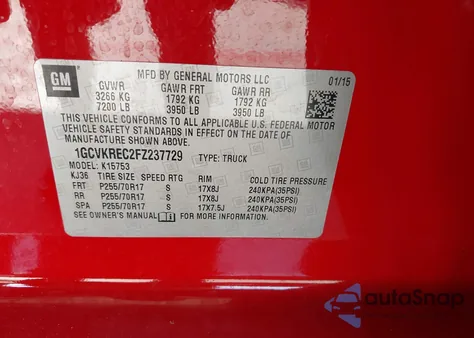 GM
MFD BY GENERAL MOTORS LLC
01/15
GVWR GAWR FRT GAWR RR
3266 KG 1792 KG 1792 KG
7200 LB 3950 LB 3950 LB
THIS VEHICLE CONFORMS TO ALL APPLICABLE U.S. FEDERAL MOTOR
VEHICLE SAFETY AND THEFT PREVENTION STANDARDS IN EFFECT ON THE DATE OF
MANUFACTURE SHOWN ABOVE.
1GCVKREC2FZ237729 TYPE: TRUCK
MODEL: K15753
KJ36 TIRE SIZE SPEED RTG RIM COLD TIRE PRESSURE
FRT P255/70R17 S 17X8J 240KPA(35PSI)
RR P255/70R17 S 17X8J 240KPA(35PSI)
SPA P255/70R17 S 17X7.5J 240KPA(35PSI)
SEE OWNER'S MANUAL FOR MORE INFORMATION.
autoSnap